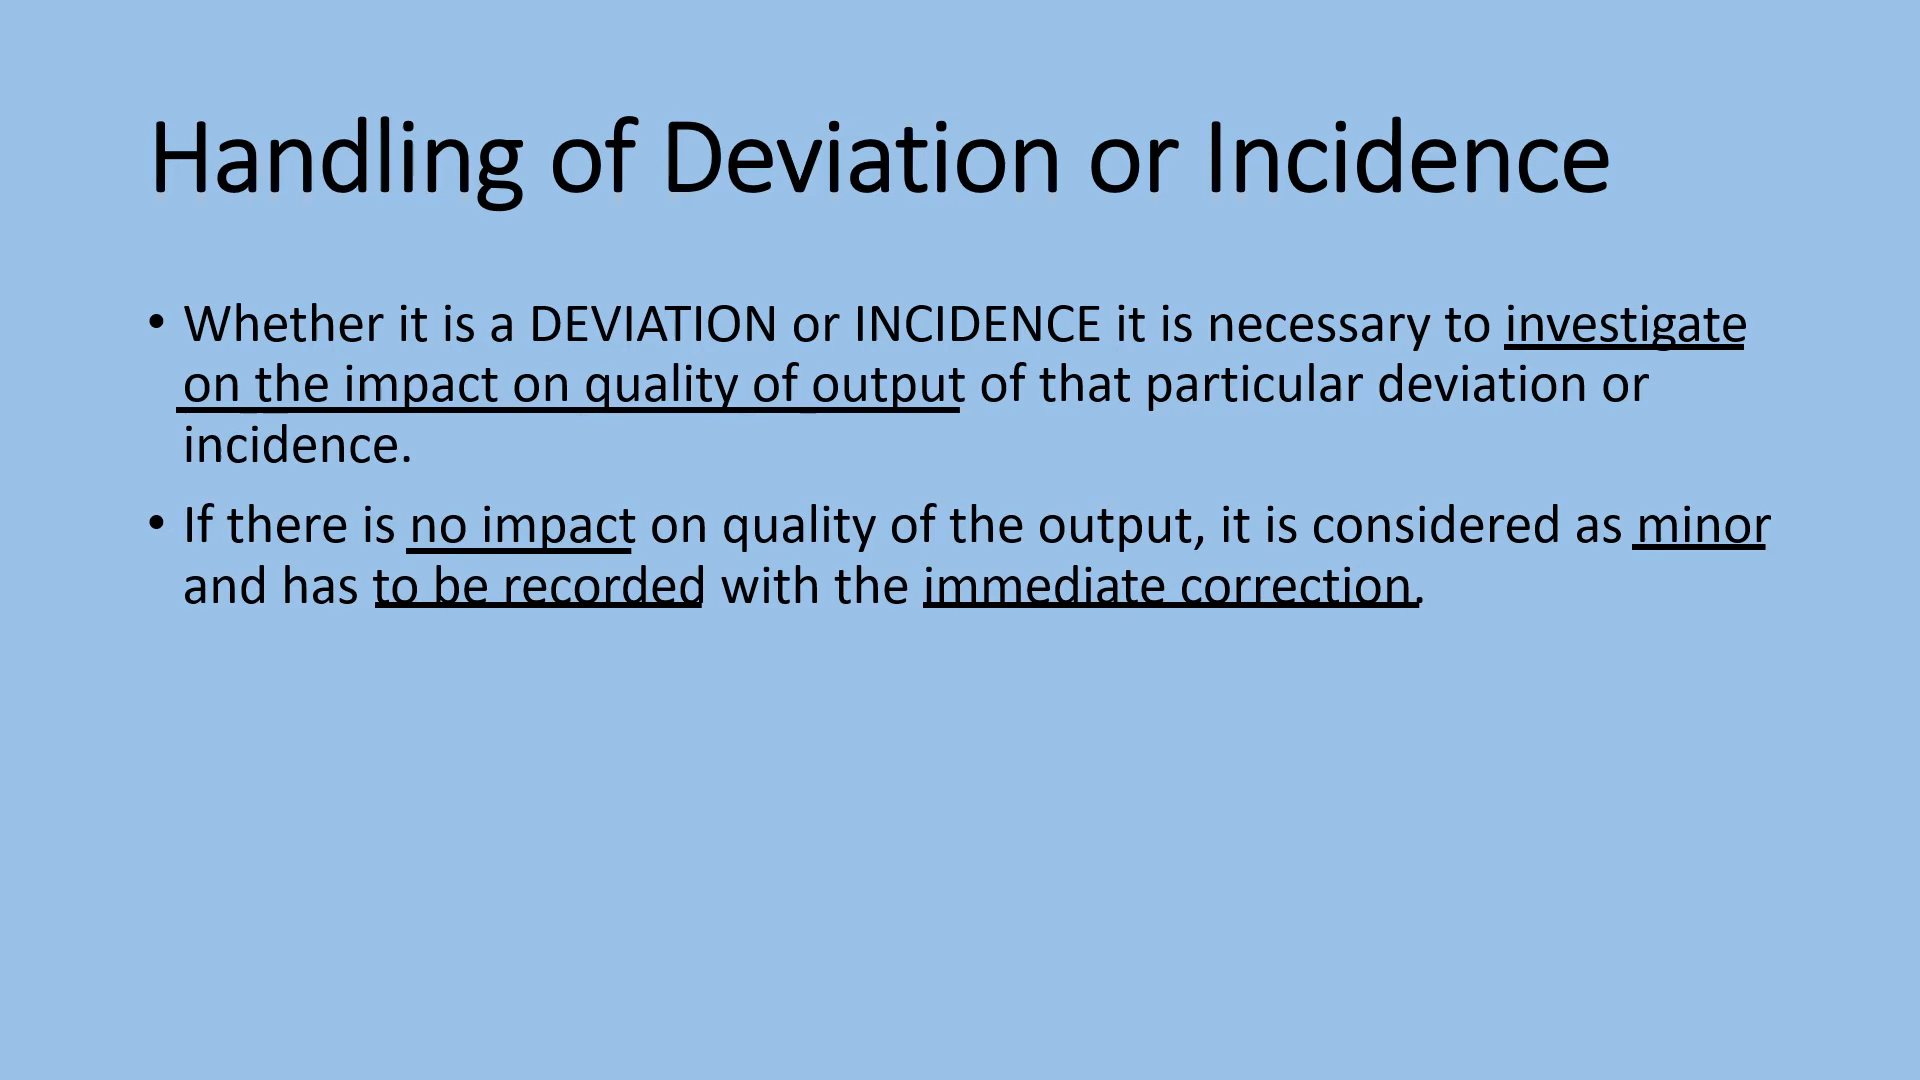 Handling of Deviation or Incidence
• Whether it is a DEVIATION or INCIDENCE it is necessary to investigate
on the impact on quality of output of that particular deviation or
incidence.
• If there is no impact on quality of the output, it is considered as minor
and has to be recorded with the immediate correction.